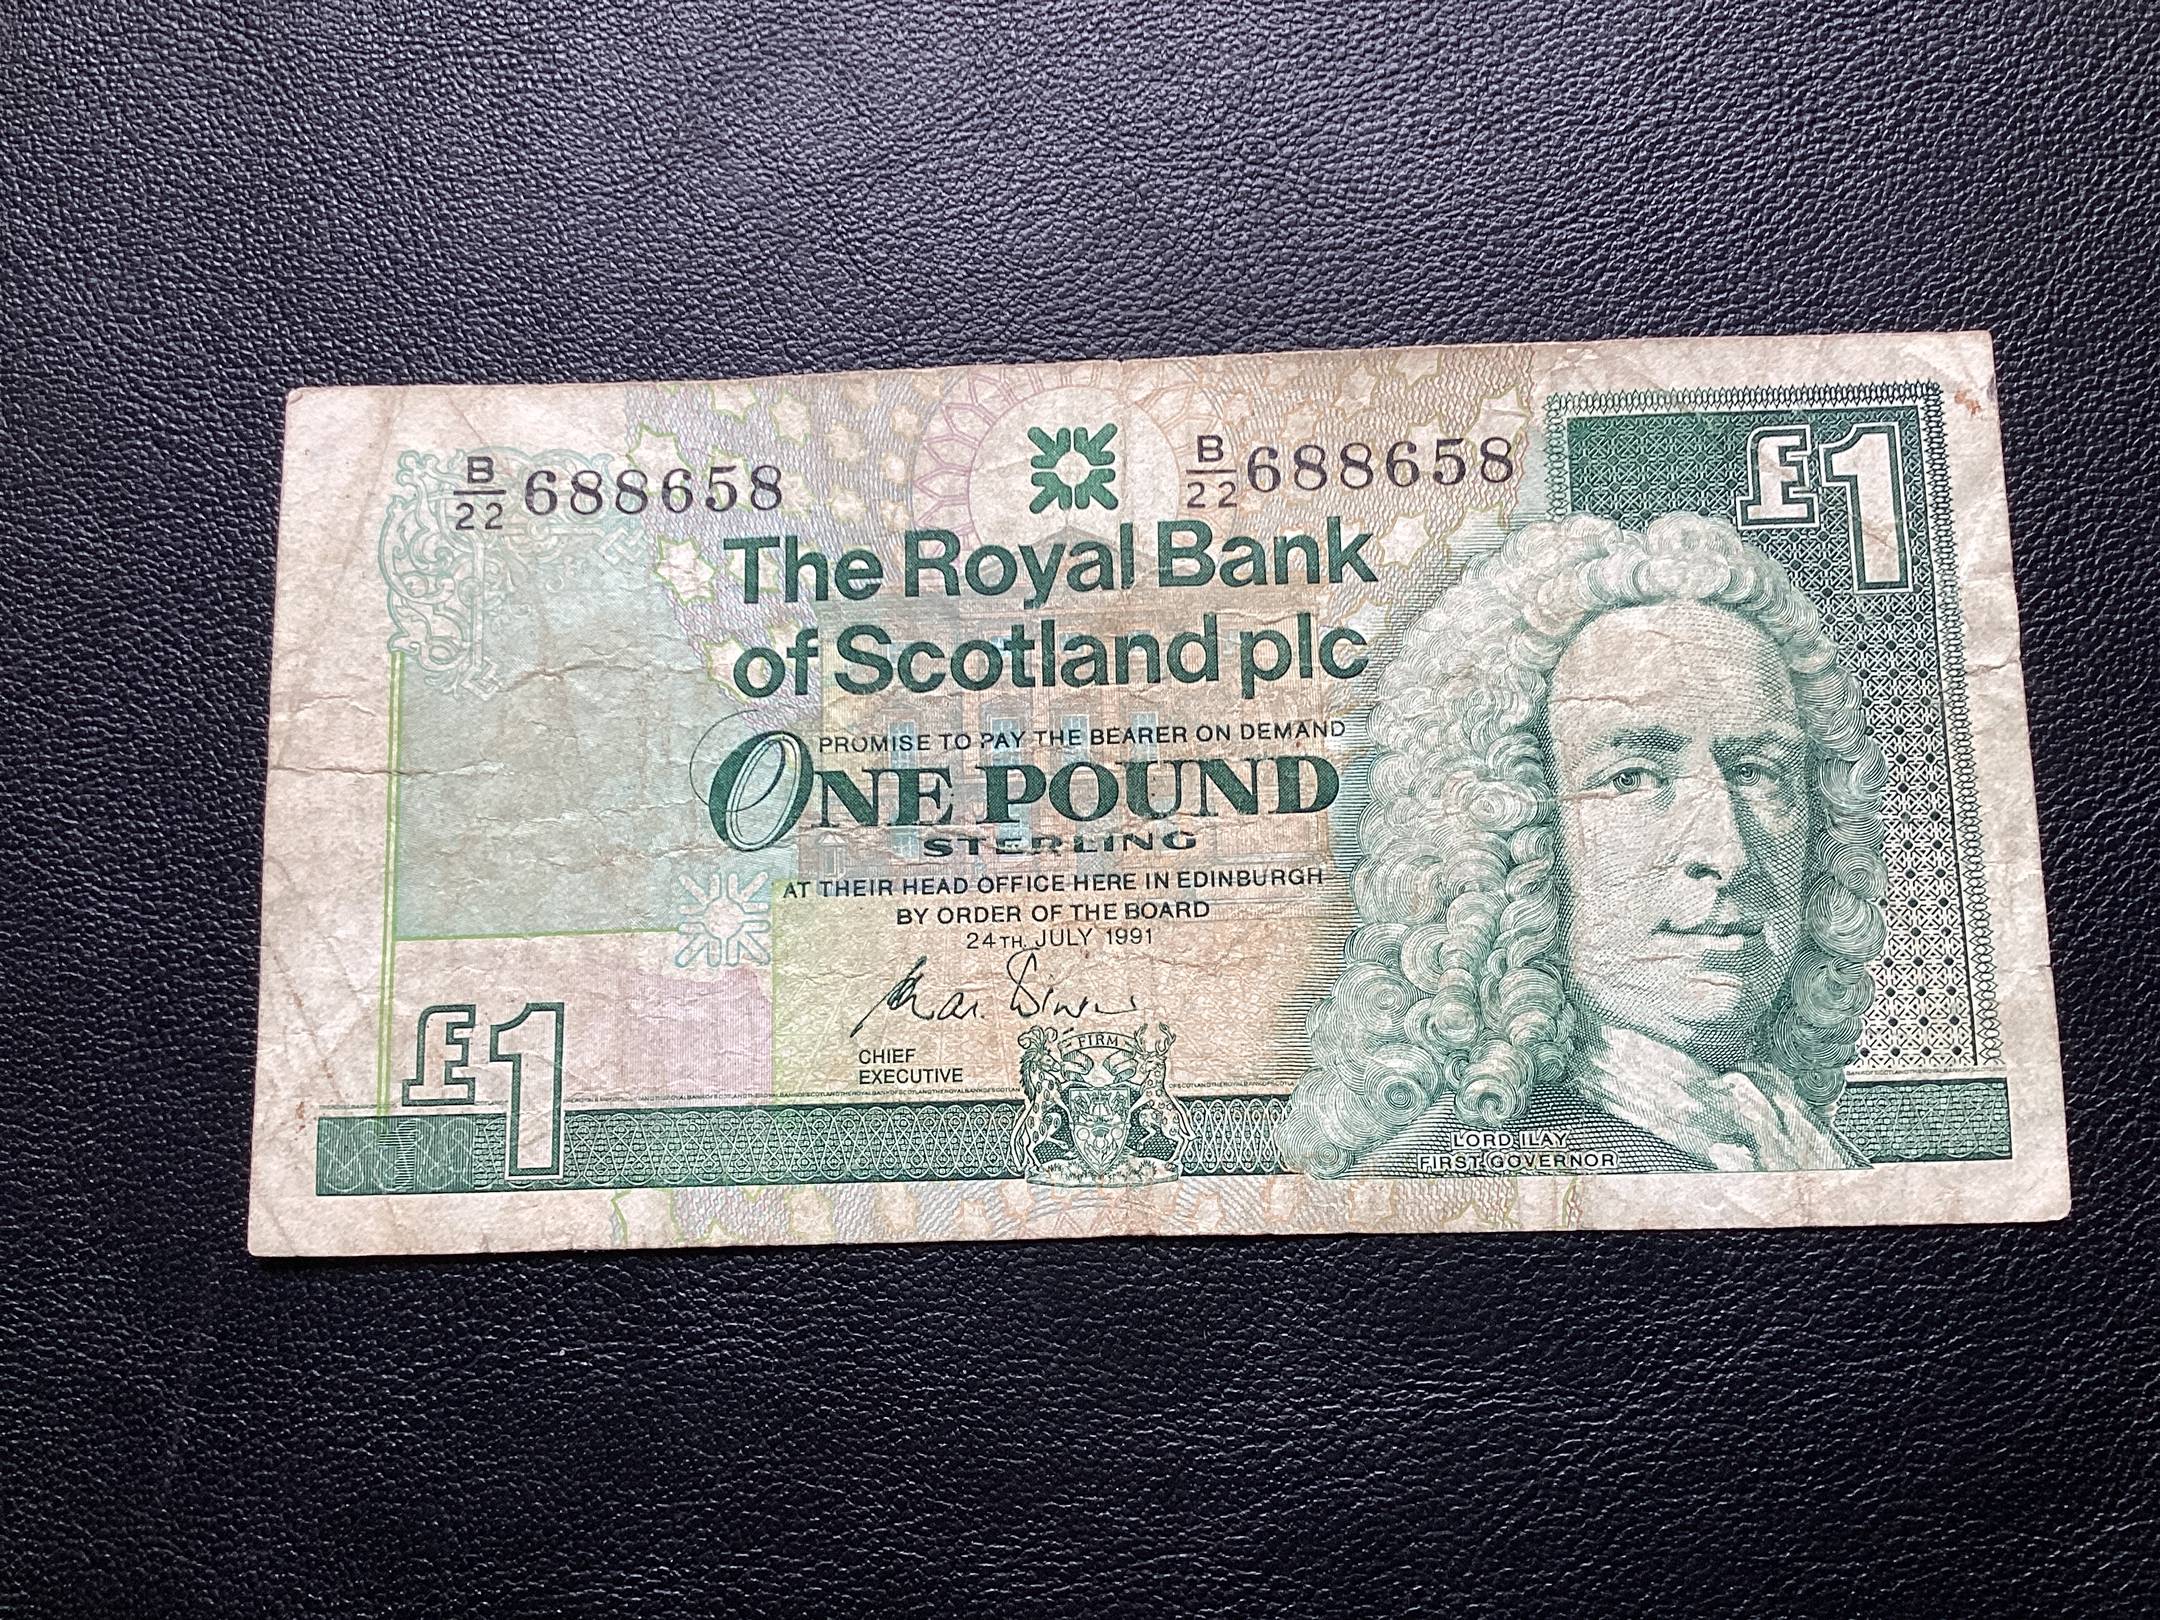 B/22 688658
B/22 688658
£1
The Royal Bank
of Scotland plc
PROMISE TO PAY THE BEARER ON DEMAND
ONE POUND
STERLING
AT THEIR HEAD OFFICE HERE IN EDINBURGH
BY ORDER OF THE BOARD
24TH. JULY 1991
CHIEF
EXECUTIVE
£1
FIRM
LORD ILAY
FIRST GOVERNOR